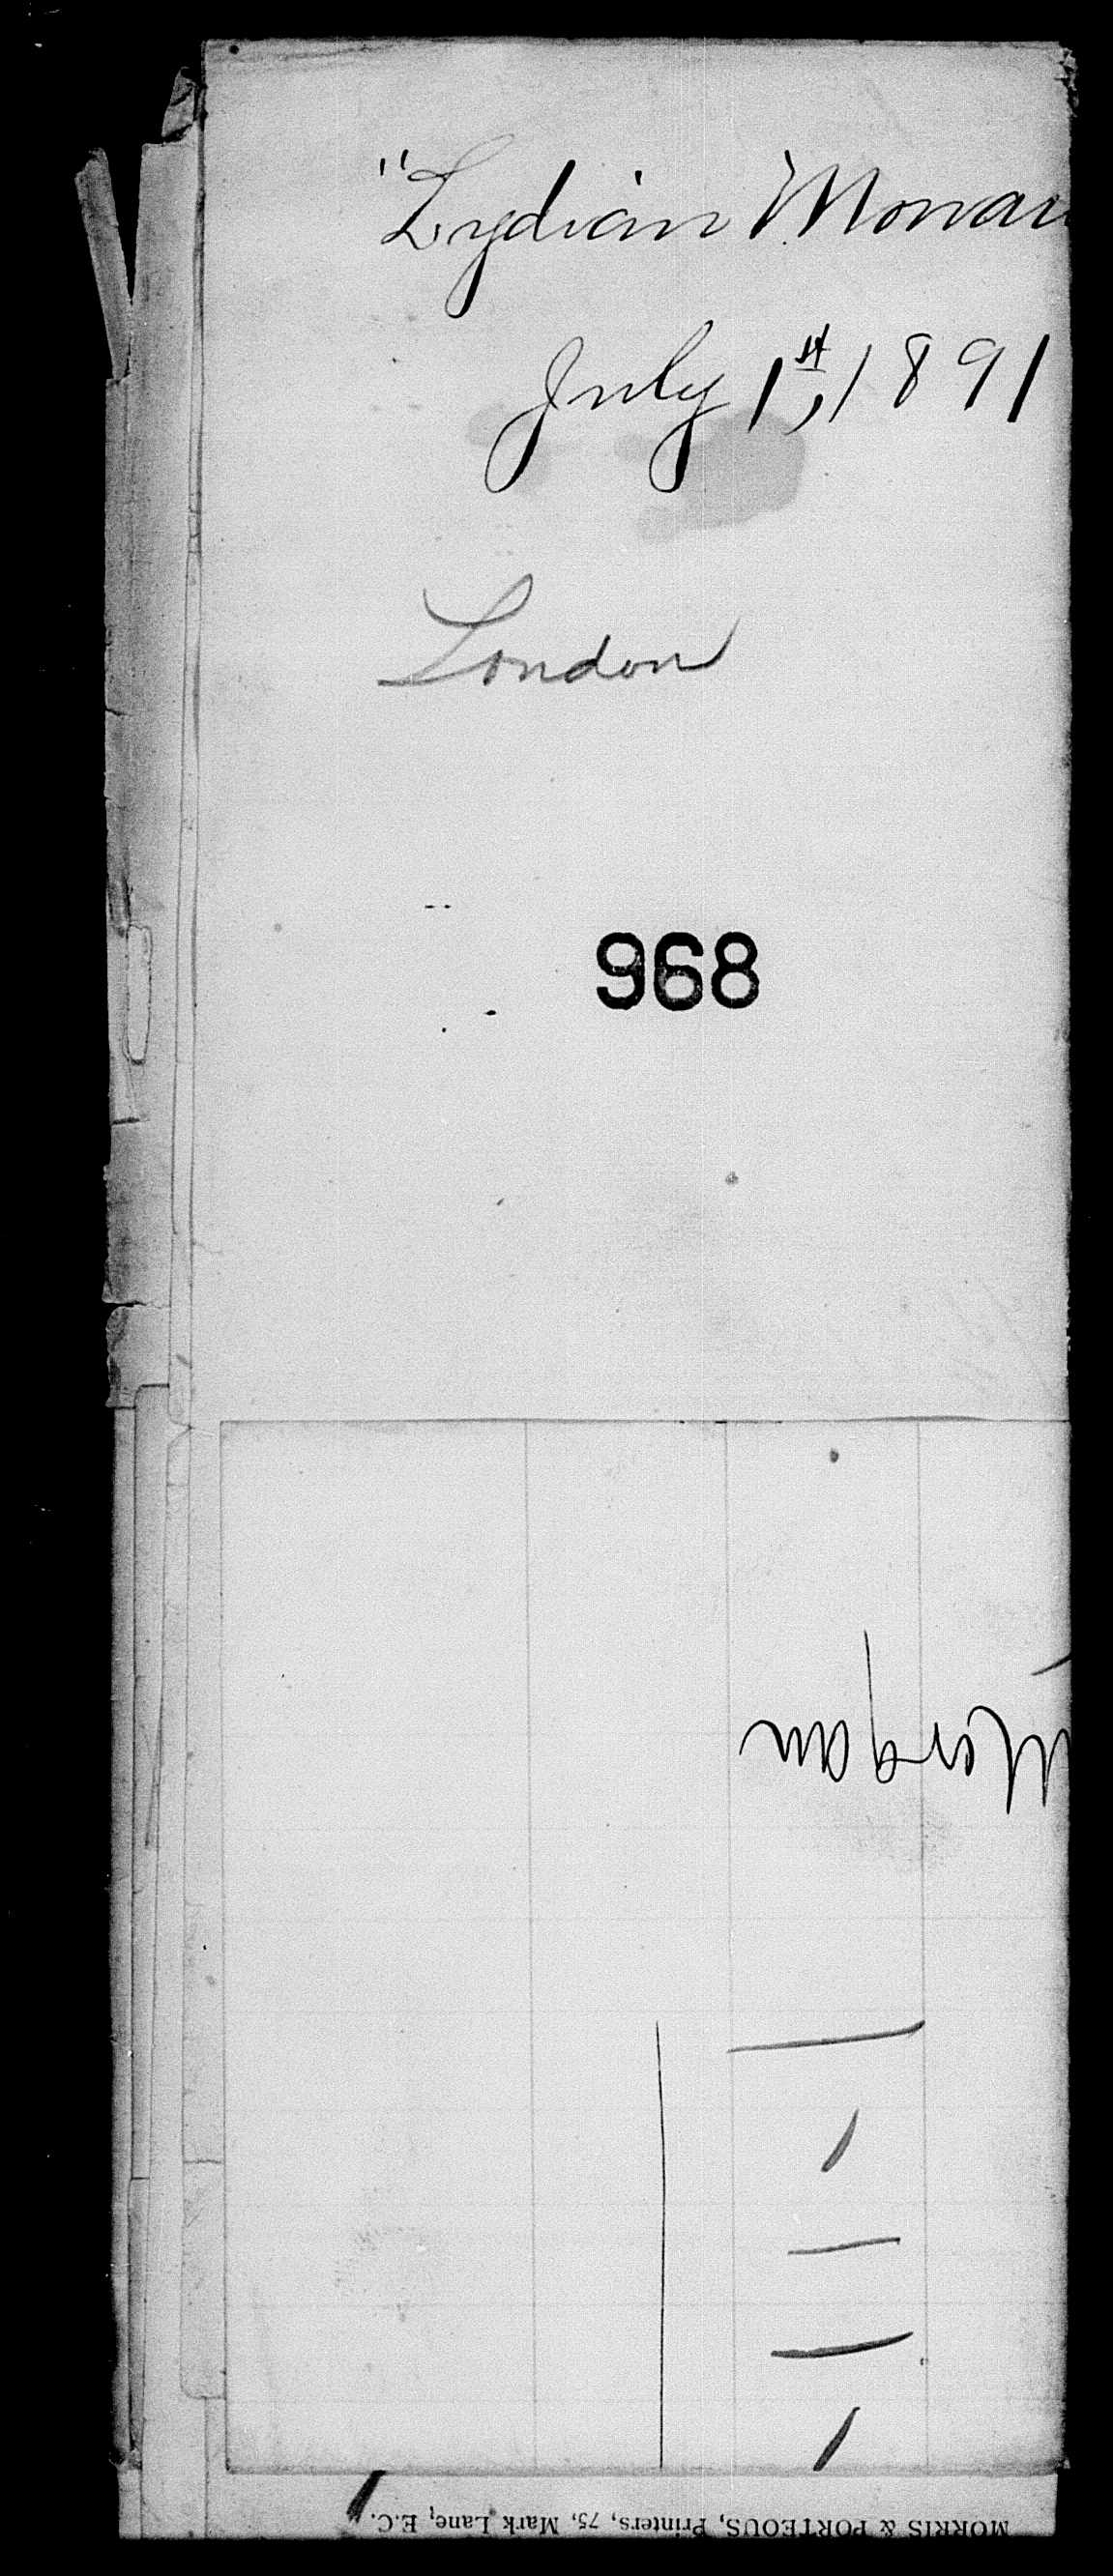 "Lydian Monar
July 1st, 1891
London
968
Morgan
MORRIS & PORTEOUS, Printers, 75, Mark Lane, E.C.